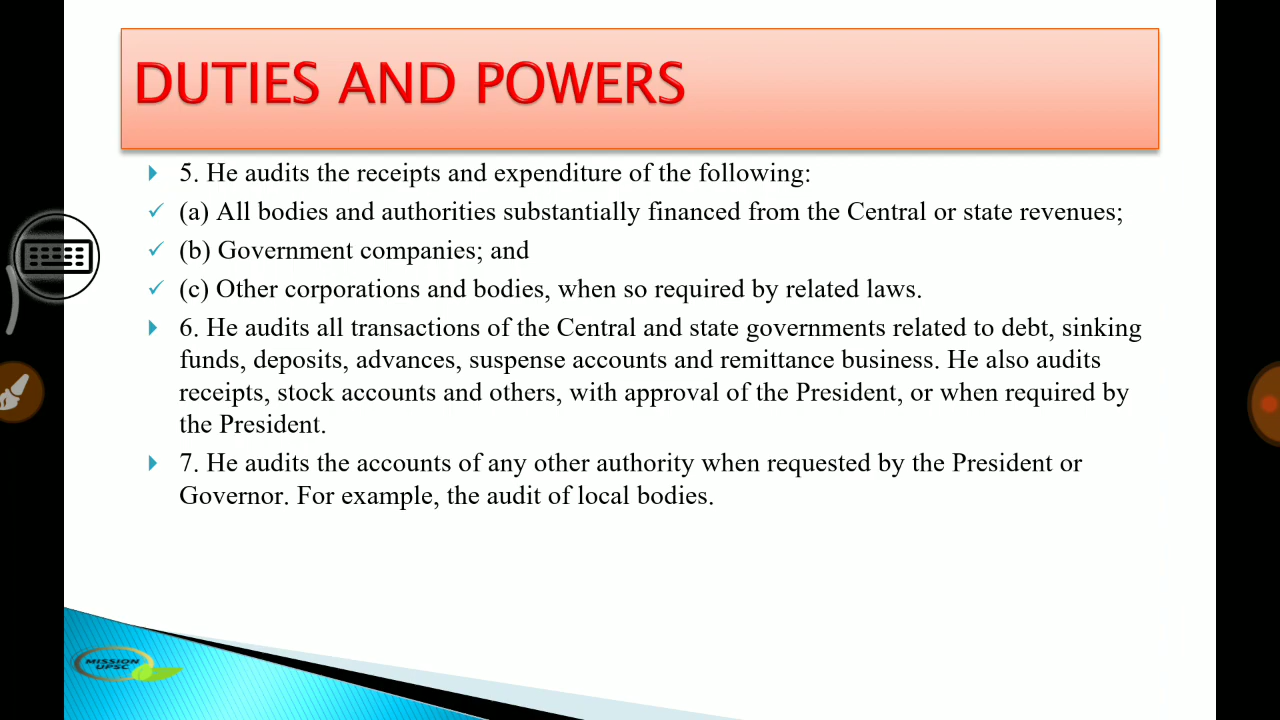 DUTIES AND POWERS
5. He audits the receipts and expenditure of the following:
(a) All bodies and authorities substantially financed from the Central or state revenues;
(b) Government companies; and
(c) Other corporations and bodies, when so required by related laws.
6. He audits all transactions of the Central and state governments related to debt, sinking
funds, deposits, advances, suspense accounts and remittance business. He also audits
receipts, stock accounts and others, with approval of the President, or when required by
the President.
7. He audits the accounts of any other authority when requested by the President or
Governor. For example, the audit of local bodies.
MISSION
UPSC